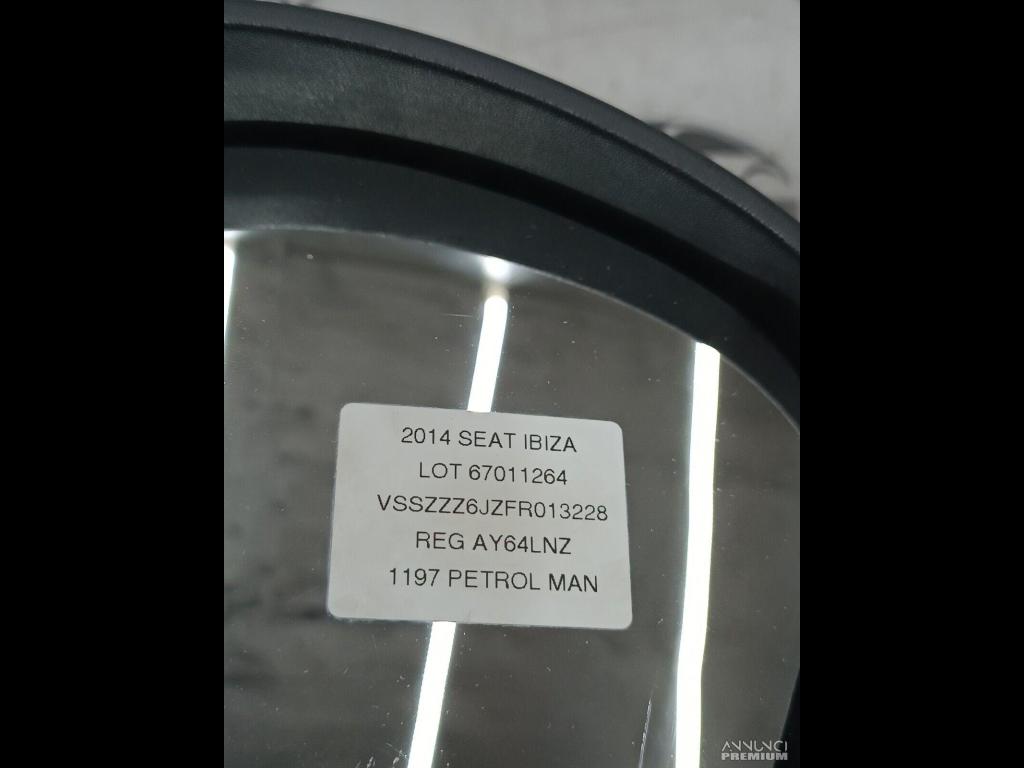 2014 SEAT IBIZA
LOT 67011264
VSSZZZ6JZFR013228
REG AY64LNZ
1197 PETROL MAN
ANNUNCI
PREMIUM